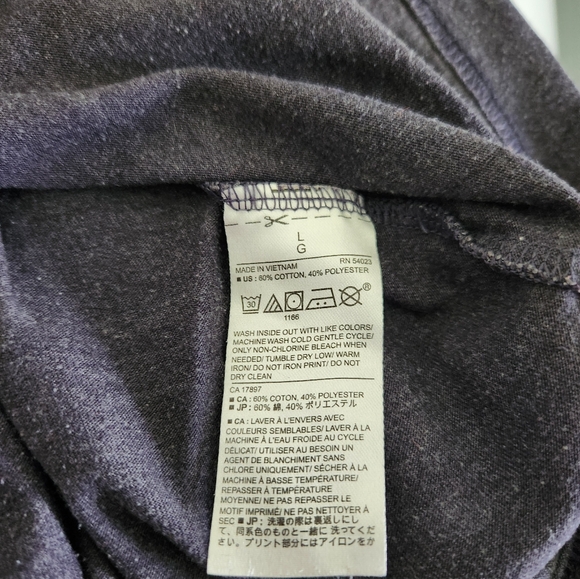 L
G
MADE IN VIETNAM RN 54023
■ US : 60% COTTON, 40% POLYESTER
30
®
1166
WASH INSIDE OUT WITH LIKE COLORS/
MACHINE WASH COLD GENTLE CYCLE/
ONLY NON-CHLORINE BLEACH WHEN
NEEDED/ TUMBLE DRY LOW/ WARM
IRON/ DO NOT IRON PRINT/ DO NOT
DRY CLEAN
CA 17897
■ CA : 60% COTON, 40% POLYESTER
■ JP : 60% 綿, 40% ポリエステル
■ CA : LAVER À L'ENVERS AVEC
COULEURS SEMBLABLES/ LAVER À LA
MACHINE À L'EAU FROIDE AU CYCLE
DÉLICAT/ UTILISER AU BESOIN UN
AGENT DE BLANCHIMENT SANS
CHLORE UNIQUEMENT/ SÉCHER À LA
MACHINE À BASSE TEMPÉRATURE/
REPASSER À TEMPÉRATURE
MOYENNE/ NE PAS REPASSER LE
MOTIF IMPRIMÉ/ NE PAS NETTOYER À
SEC ■ JP : 洗濯の際は裏返しにし
て、同系色のものと一緒に 洗ってくだ
さい。プリント部分にはアイロンをか